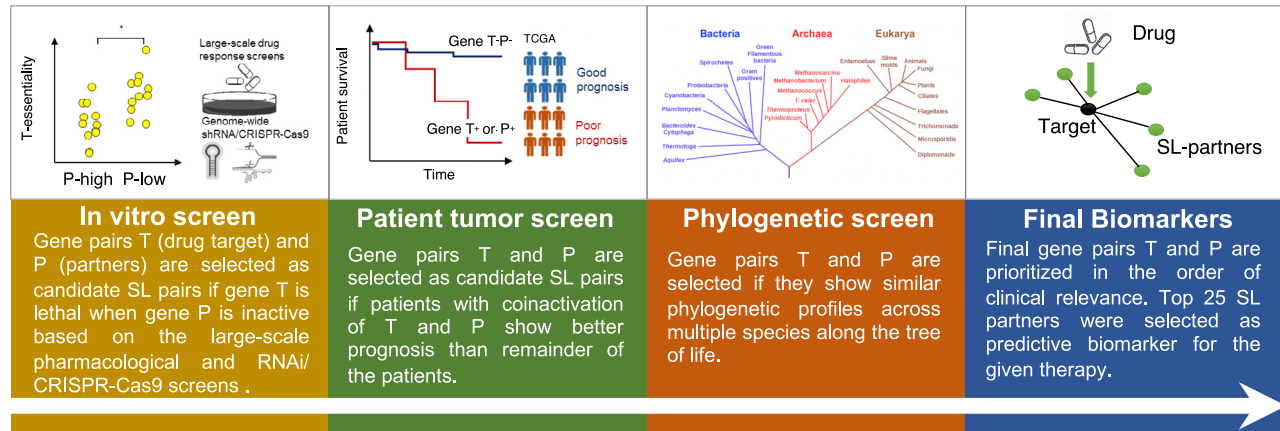 *
T-essentiality
P-high P-low
Large-scale drug
response screens
Genome-wide
shRNA/CRISPR-Cas9
Patient survival
Time
Gene T-P-
Gene T+ or P+
TCGA
Good
prognosis
Poor
prognosis
Bacteria
Archaea
Eukarya
Green
Filamentous
bacteria
Spirochetes
Gram
positives
Proteobacteria
Cyanobacteria
Planctomyces
Bacteroides
Cytophaga
Thermotoga
Aquifex
Methanosarcina
Methanobacterium
Halophiles
Methanococcus
T. celer
Thermoproteus
Pyrodicticum
Entamoebae
Slime
molds
Animals
Fungi
Plants
Ciliates
Flagellates
Trichomonads
Microsporidia
Diplomonads
Drug
Target
SL-partners
In vitro screen
Gene pairs T (drug target) and
P (partners) are selected as
candidate SL pairs if gene T is
lethal when gene P is inactive
based on the large-scale
pharmacological and RNAi/
CRISPR-Cas9 screens .
Patient tumor screen
Gene pairs T and P are
selected as candidate SL pairs
if patients with coinactivation
of T and P show better
prognosis than remainder of
the patients.
Phylogenetic screen
Gene pairs T and P are
selected if they show similar
phylogenetic profiles across
multiple species along the tree
of life.
Final Biomarkers
Final gene pairs T and P are
prioritized in the order of
clinical relevance. Top 25 SL
partners were selected as
predictive biomarker for the
given therapy.